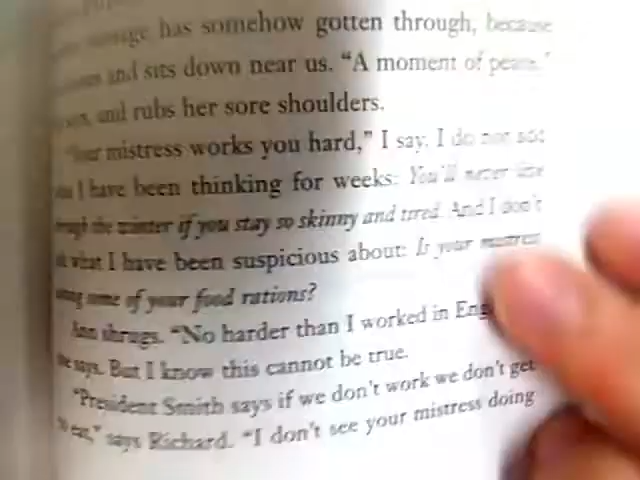 has somehow gotten through, because
and sits down near us. "A moment of peace,"
and rubs her sore shoulders.
"Your mistress works you hard," I say. I do not say
I have been thinking for weeks: You'll never live
through the winter if you stay so skinny and tired. And I don't
what I have been suspicious about: Is your mistress
some of your food rations?
Ann shrugs. "No harder than I worked in
she says. But I know this cannot be true.
"President Smith says if we don't work we don't get
to eat," says Richard. "I don't see your mistress doing